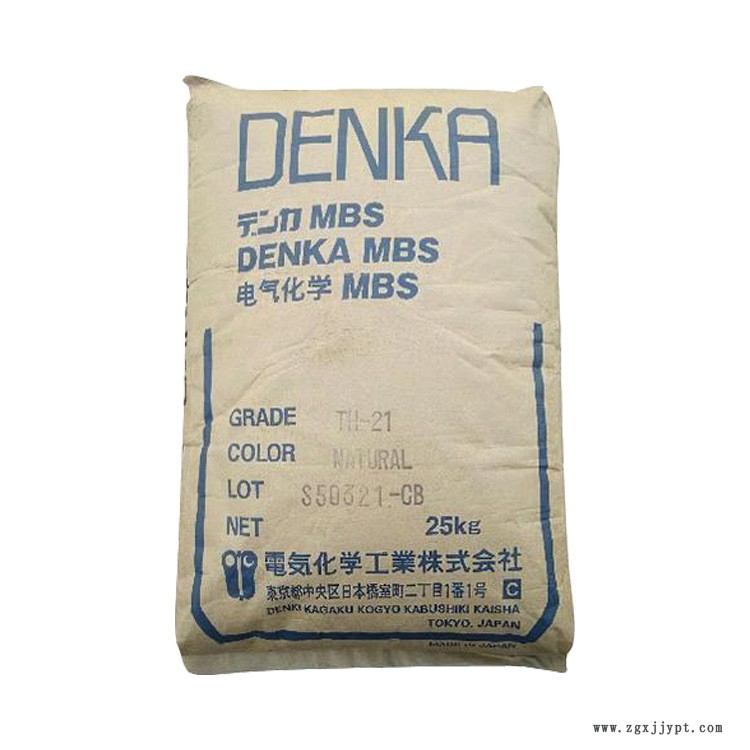 DENKA
デンカ MBS
DENKA MBS
电气化学 MBS
GRADE TH-21
COLOR NATURAL
LOT S50321-CB
NET 25kg
電気化学工業株式会社
東京都中央区日本橋室町二丁目1番1号 C
DENKI KAGAKU KOGYO KABUSHIKI KAISHA
TOKYO, JAPAN
MADE IN JAPAN
www.zgxjjypt.com